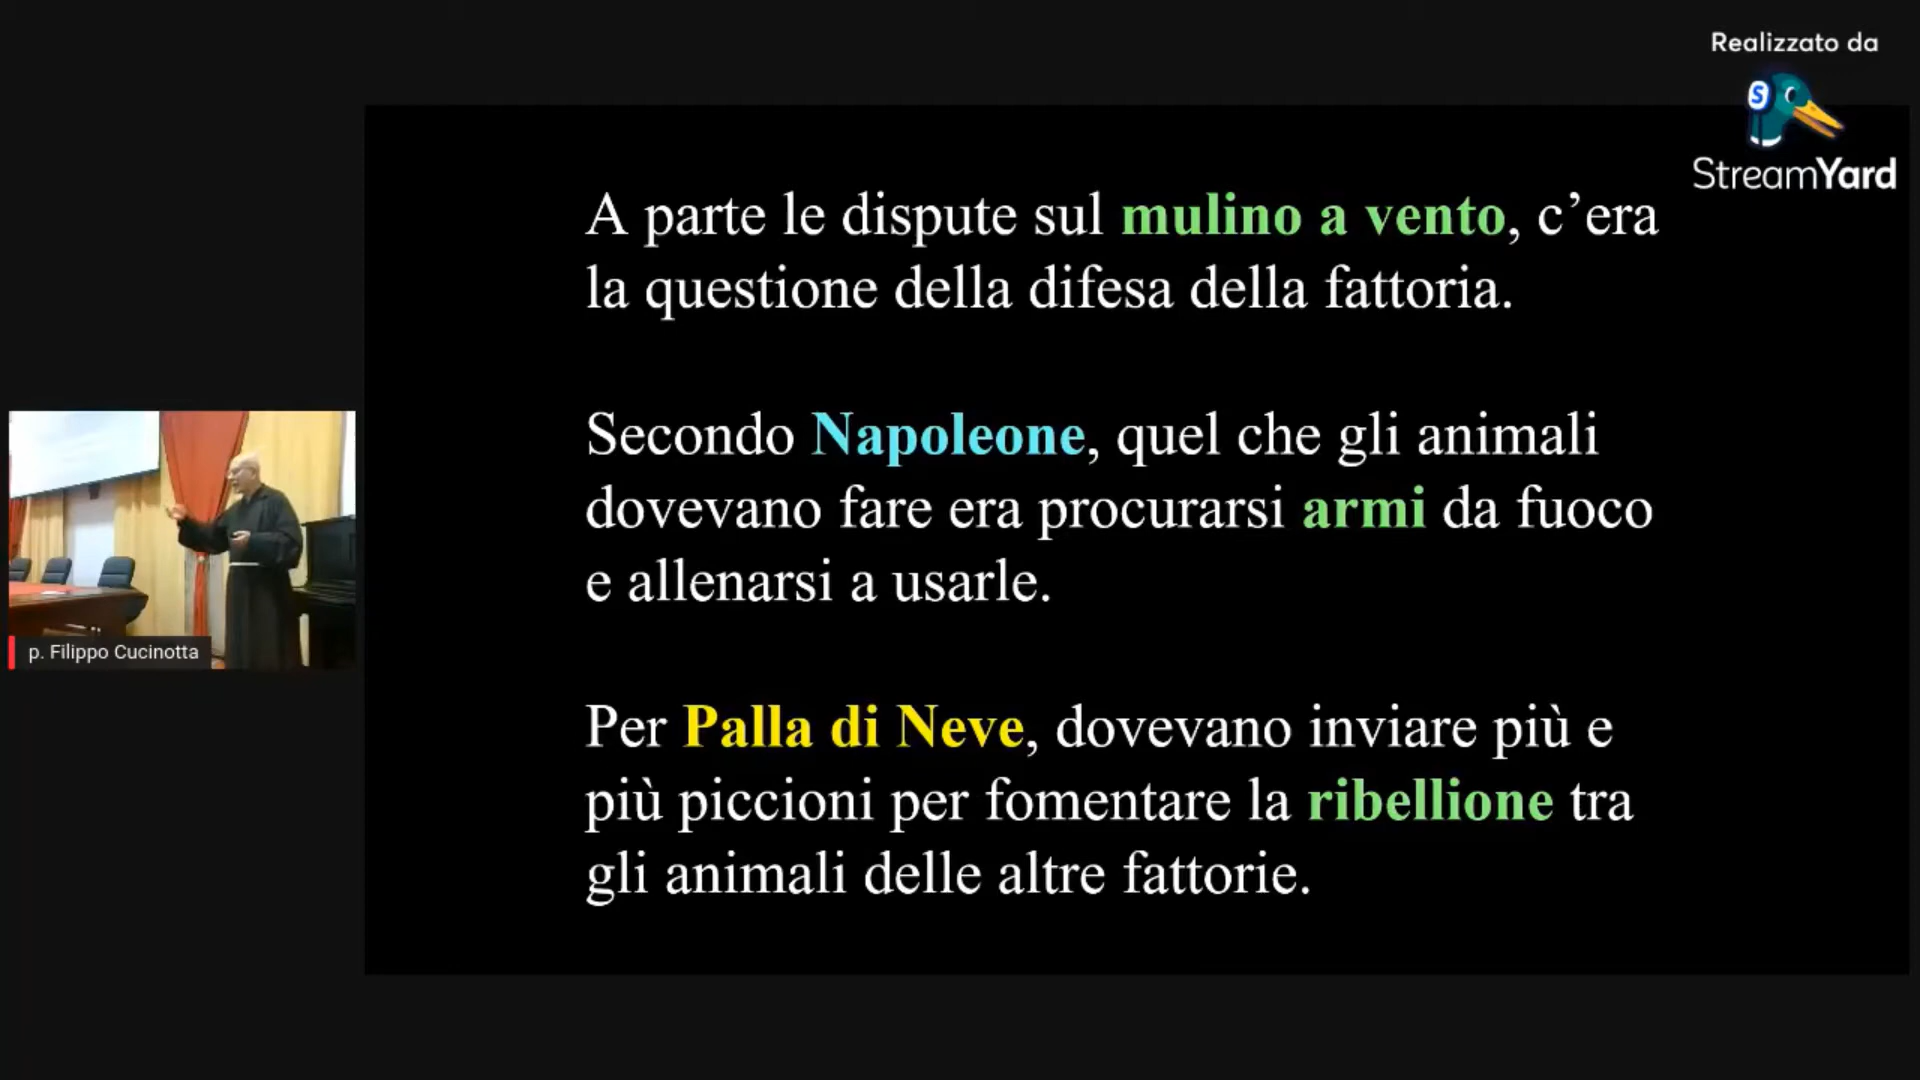 Realizzato da
StreamYard
A parte le dispute sul mulino a vento, c’era
la questione della difesa della fattoria.
Secondo Napoleone, quel che gli animali
dovevano fare era procurarsi armi da fuoco
e allenarsi a usarle.
Per Palla di Neve, dovevano inviare più e
più piccioni per fomentare la ribellione tra
gli animali delle altre fattorie.
p. Filippo Cucinotta